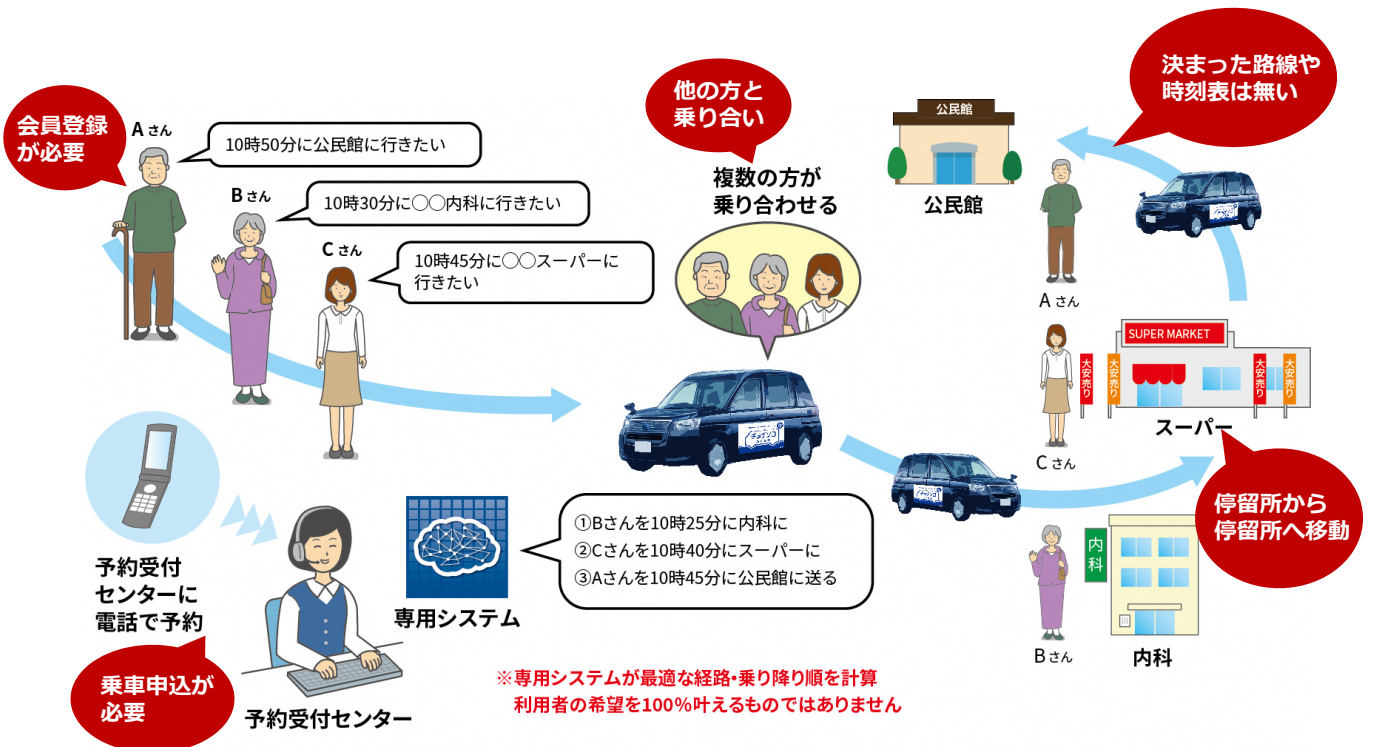 会員登録
が必要
Aさん
10時50分に公民館に行きたい
Bさん
10時30分に○○内科に行きたい
Cさん
10時45分に○○スーパーに
行きたい
他の方と
乗り合い
複数の方が
乗り合わせる
公民館
公民館
決まった路線や
時刻表は無い
Aさん
SUPER MARKET
大安売り
大安売り
大安売り
大安売り
スーパー
Cさん
停留所から
停留所へ移動
チョイソコ
内科
Bさん
内科
予約受付
センターに
電話で予約
乗車申込が
必要
予約受付センター
専用システム
①Bさんを10時25分に内科に
②Cさんを10時40分にスーパーに
③Aさんを10時45分に公民館に送る
※専用システムが最適な経路・乗り降り順を計算
利用者の希望を100％叶えるものではありません